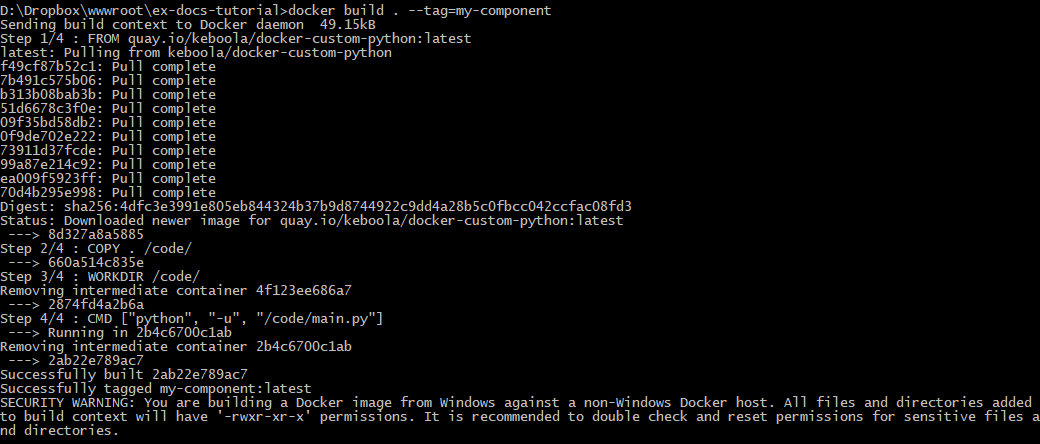 D:\Dropbox\wwwroot\ex-docs-tutorial>docker build . --tag=my-component
Sending build context to Docker daemon  49.15kB
Step 1/4 : FROM quay.io/keboola/docker-custom-python:latest
latest: Pulling from keboola/docker-custom-python
f49cf87b52c1: Pull complete
7b491c575b06: Pull complete
b313b08bab3b: Pull complete
51d6678c3f0e: Pull complete
09f35bd58db2: Pull complete
0f9de702e222: Pull complete
73911d37fcde: Pull complete
99a87e214c92: Pull complete
ea009f5923ff: Pull complete
70d4b295e998: Pull complete
Digest: sha256:4dfc3e3991e805eb844324b37b9d8744922c9dd4a28b5c0fbcc042ccfac08fd3
Status: Downloaded newer image for quay.io/keboola/docker-custom-python:latest
 ---> 8d327a8a5885
Step 2/4 : COPY . /code/
 ---> 660a514c835e
Step 3/4 : WORKDIR /code/
Removing intermediate container 4f123ee686a7
 ---> 2874fd4a2b6a
Step 4/4 : CMD ["python", "-u", "/code/main.py"]
 ---> Running in 2b4c6700c1ab
Removing intermediate container 2b4c6700c1ab
 ---> 2ab22e789ac7
Successfully built 2ab22e789ac7
Successfully tagged my-component:latest
SECURITY WARNING: You are building a Docker image from Windows against a non-Windows Docker host. All files and directories added
to build context will have '-rwxr-xr-x' permissions. It is recommended to double check and reset permissions for sensitive files a
nd directories.